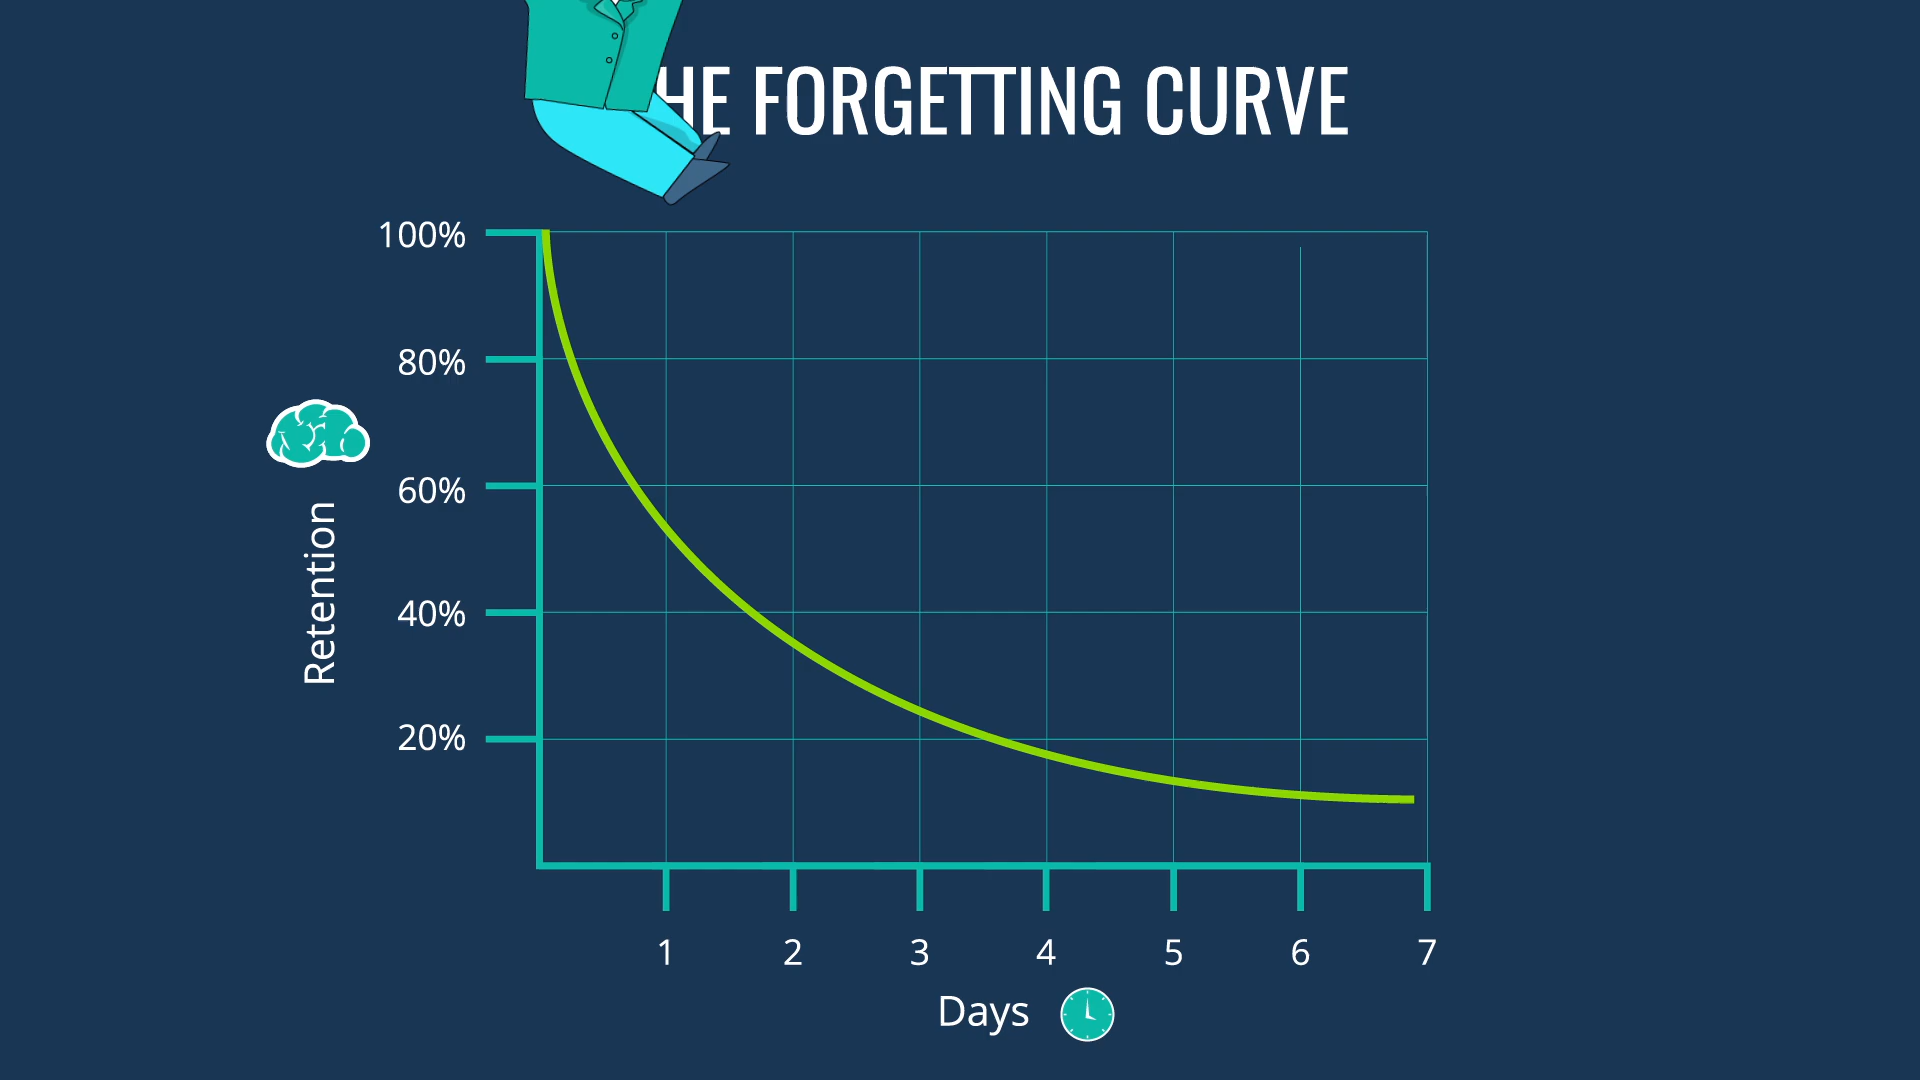 HE FORGETTING CURVE
100%
80%
60%
40%
20%
Retention
1 2 3 4 5 6 7
Days